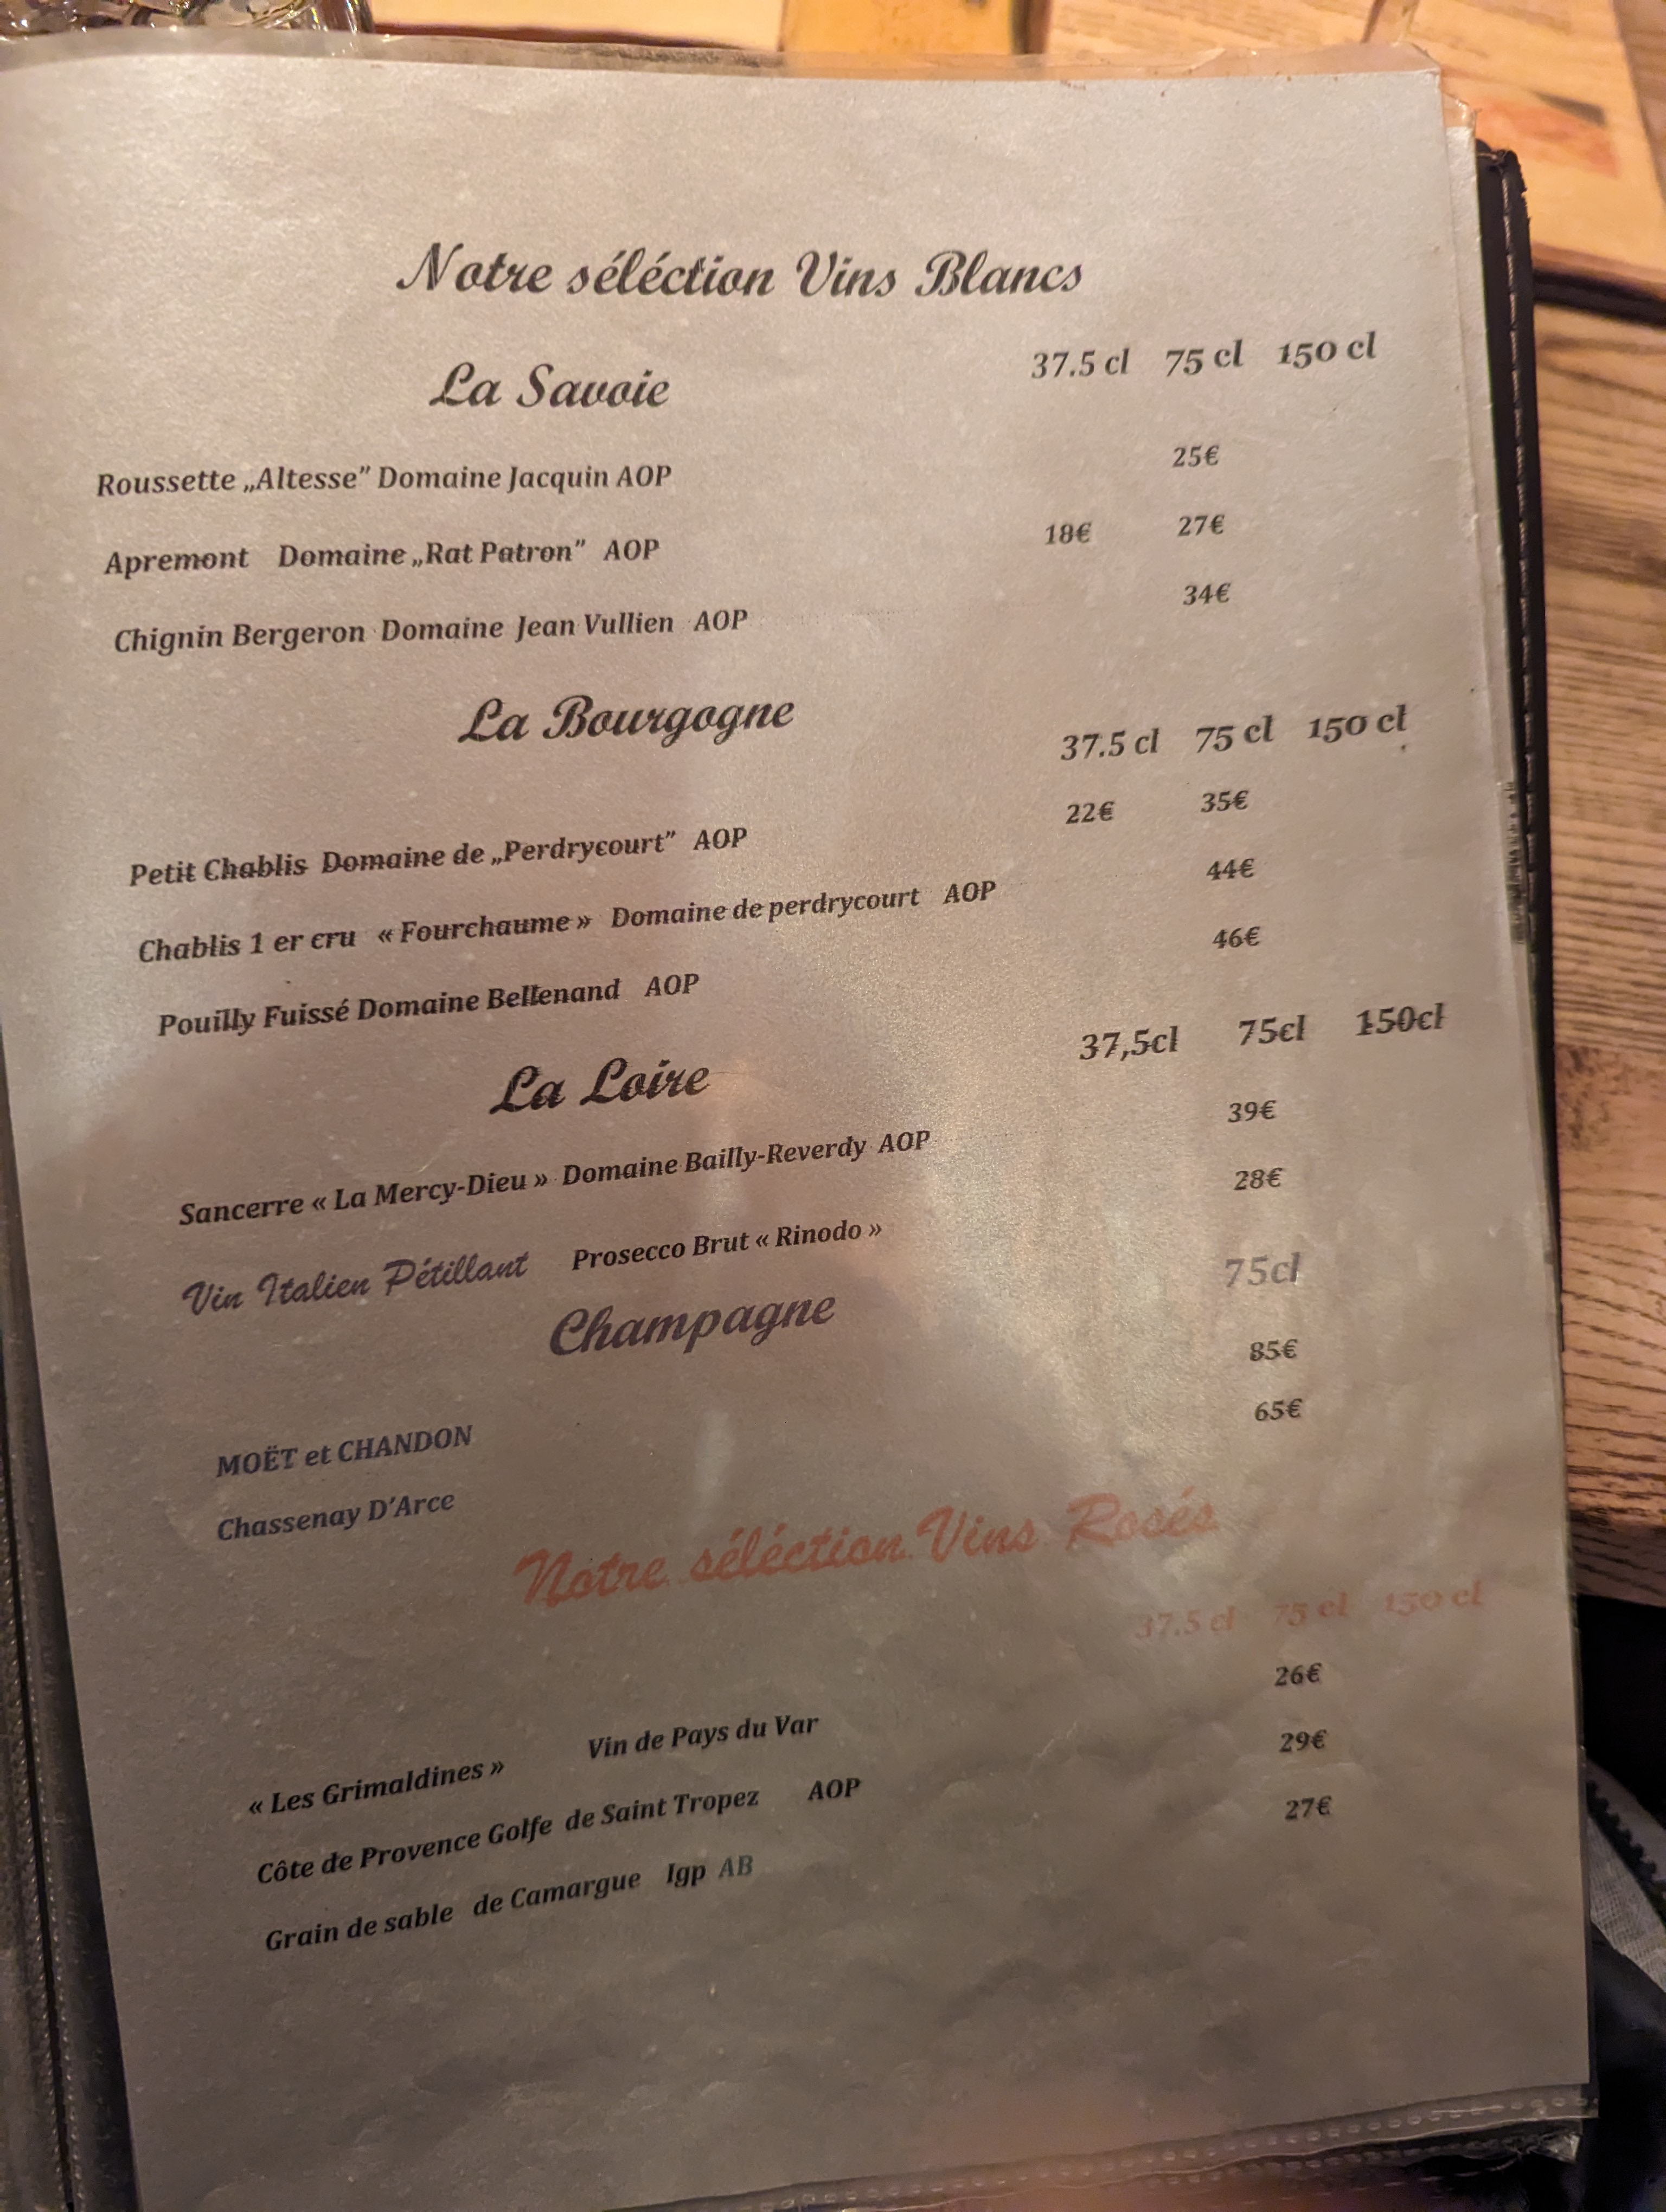 Notre séléction Vins Blancs
La Savoie 37.5 cl 75 cl 150 cl
Roussette „Altesse” Domaine Jacquin AOP 25€
Apremont Domaine „Rat Patron” AOP 18€ 27€
Chignin Bergeron Domaine Jean Vullien AOP 34€
La Bourgogne 37.5 cl 75 cl 150 cl
Petit Chablis Domaine de „Perdrycourt” AOP 22€ 35€
Chablis 1 er cru « Fourchaume » Domaine de perdrycourt AOP 44€
Pouilly Fuissé Domaine Bellenand AOP 46€
La Loire 37,5cl 75cl 150cl
Sancerre « La Mercy-Dieu » Domaine Bailly-Reverdy AOP 39€
Vin Italien Pétillant Prosecco Brut « Rinodo » 28€
Champagne 75cl
MOËT et CHANDON 85€
Chassenay D’Arce 65€
Notre séléction Vins Rosés
37.5 cl 75 cl 150 cl
« Les Grimaldines » Vin de Pays du Var 26€
Côte de Provence Golfe de Saint Tropez AOP 29€
Grain de sable de Camargue Igp AB 27€